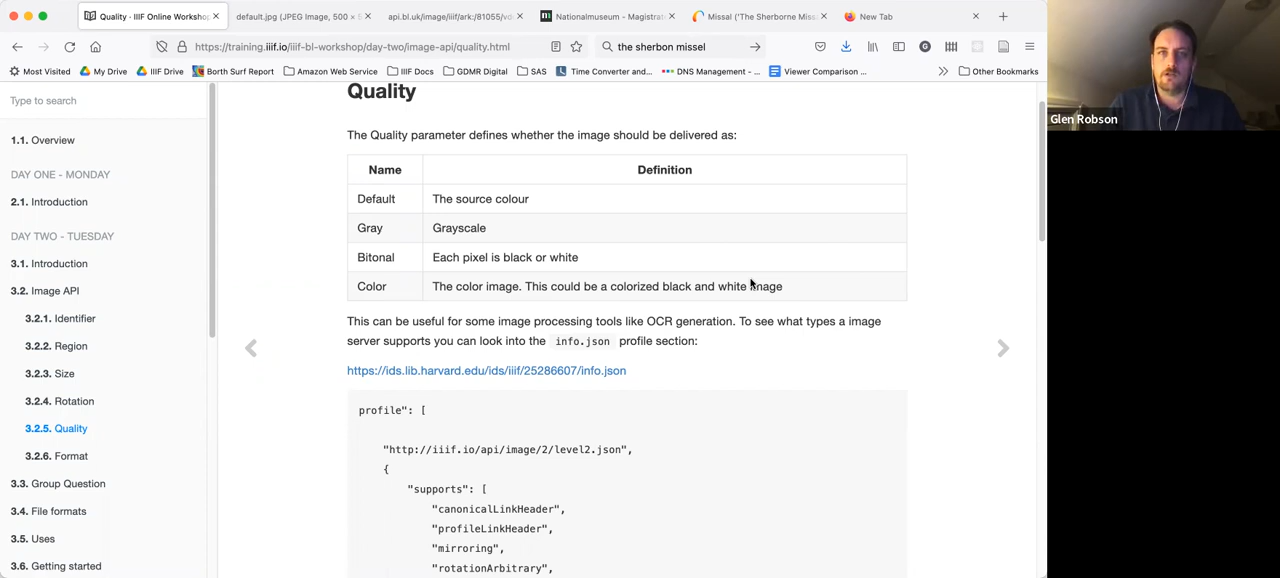 Quality · IIIF Online Worksho
default.jpg (JPEG Image, 500 ×
api.bl.uk/image/iiif/ark:/81055/vd
Nationalmuseum - Magistrat
Missal ('The Sherborne Miss
New Tab
https://training.iiif.io/iiif-bl-workshop/day-two/image-api/quality.html
the sherbon missel
Most Visited
My Drive
IIIF Drive
Borth Surf Report
Amazon Web Service
IIIF Docs
GDMR Digital
SAS
Time Converter and...
DNS Management - ...
Viewer Comparison ...
Other Bookmarks
Type to search
1.1. Overview
DAY ONE - MONDAY
2.1. Introduction
DAY TWO - TUESDAY
3.1. Introduction
3.2. Image API
3.2.1. Identifier
3.2.2. Region
3.2.3. Size
3.2.4. Rotation
3.2.5. Quality
3.2.6. Format
3.3. Group Question
3.4. File formats
3.5. Uses
3.6. Getting started
Quality
The Quality parameter defines whether the image should be delivered as:
Name Definition
Default The source colour
Gray Grayscale
Bitonal Each pixel is black or white
Color The color image. This could be a colorized black and white image
This can be useful for some image processing tools like OCR generation. To see what types a image
server supports you can look into the info.json profile section:
https://ids.lib.harvard.edu/ids/iiif/25286607/info.json
profile": [
"http://iiif.io/api/image/2/level2.json",
{
"supports": [
"canonicalLinkHeader",
"profileLinkHeader",
"mirroring",
"rotationArbitrary",
Glen Robson